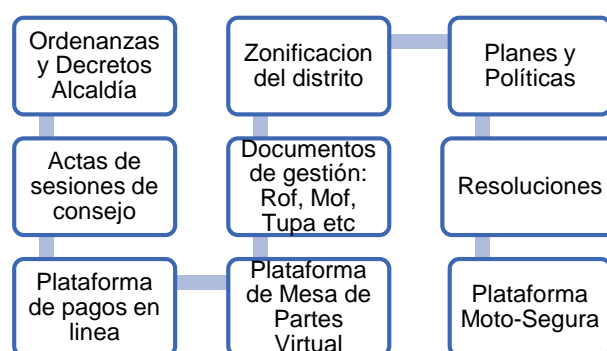 Ordenanzas
y Decretos
Alcaldía
Actas de
sesiones de
consejo
Plataforma
de pagos en
linea
Plataforma
de Mesa de
Partes
Virtual
Documentos
de gestión:
Rof, Mof,
Tupa etc
Zonificacion
del distrito
Planes y
Políticas
Resoluciones
Plataforma
Moto-Segura